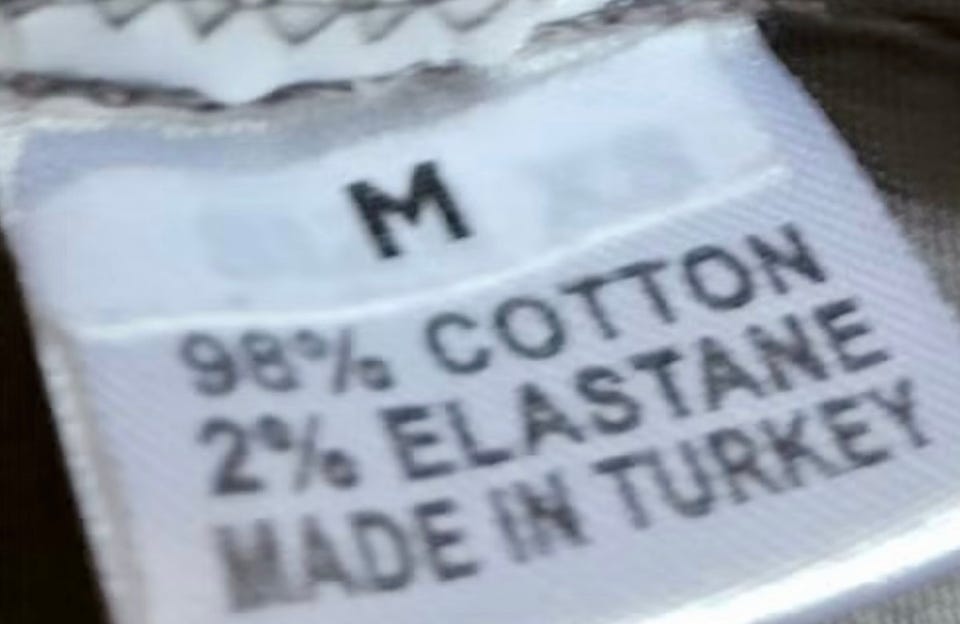 M
98% COTTON
2% ELASTANE
MADE IN TURKEY